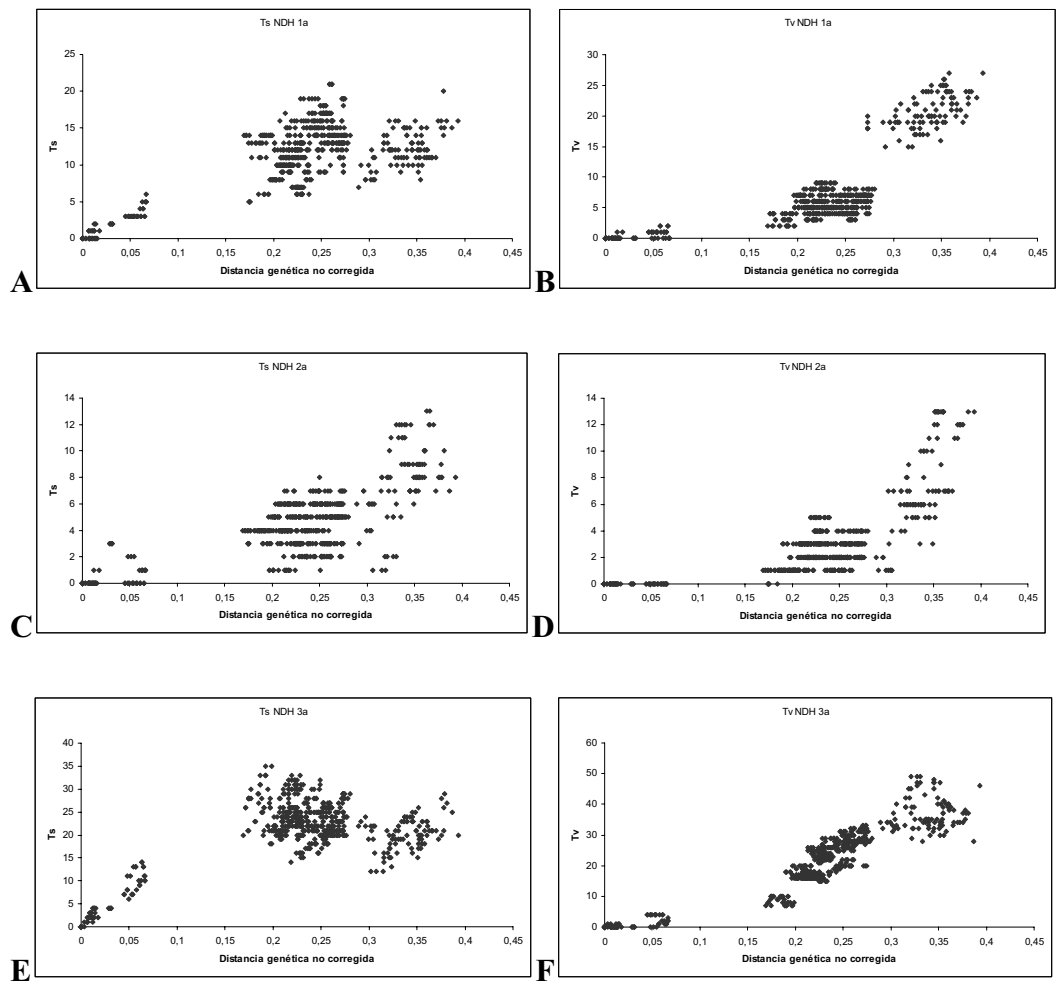 Ts NDH 1a
25
20
15
10
5
0
Ts
0 0,05 0,1 0,15 0,2 0,25 0,3 0,35 0,4 0,45
Distancia genética no corregida
A
Tv NDH 1a
30
25
20
15
10
5
0
Tv
0 0,05 0,1 0,15 0,2 0,25 0,3 0,35 0,4 0,45
Distancia genética no corregida
B
Ts NDH 2a
14
12
10
8
6
4
2
0
Ts
0 0,05 0,1 0,15 0,2 0,25 0,3 0,35 0,4 0,45
Distancia genética no corregida
C
Tv NDH 2a
14
12
10
8
6
4
2
0
Tv
0 0,05 0,1 0,15 0,2 0,25 0,3 0,35 0,4 0,45
Distancia genética no corregida
D
Ts NDH 3a
40
35
30
25
20
15
10
5
0
Ts
0 0,05 0,1 0,15 0,2 0,25 0,3 0,35 0,4 0,45
Distancia genética no corregida
E
Tv NDH 3a
60
50
40
30
20
10
0
Tv
0 0,05 0,1 0,15 0,2 0,25 0,3 0,35 0,4 0,45
Distancia genética no corregida
F